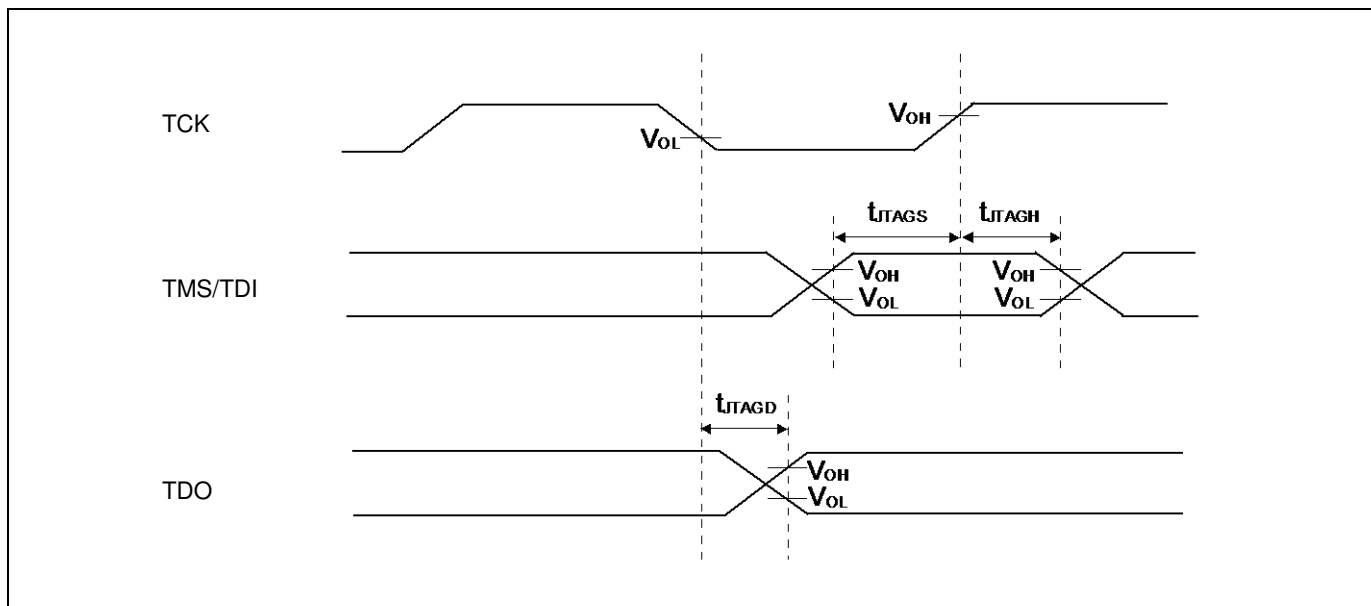 TCK
VOL
VOH
tJTAGS
tJTAGH
TMS/TDI
VOH
VOL
VOH
VOL
tJTAGD
TDO
VOH
VOL